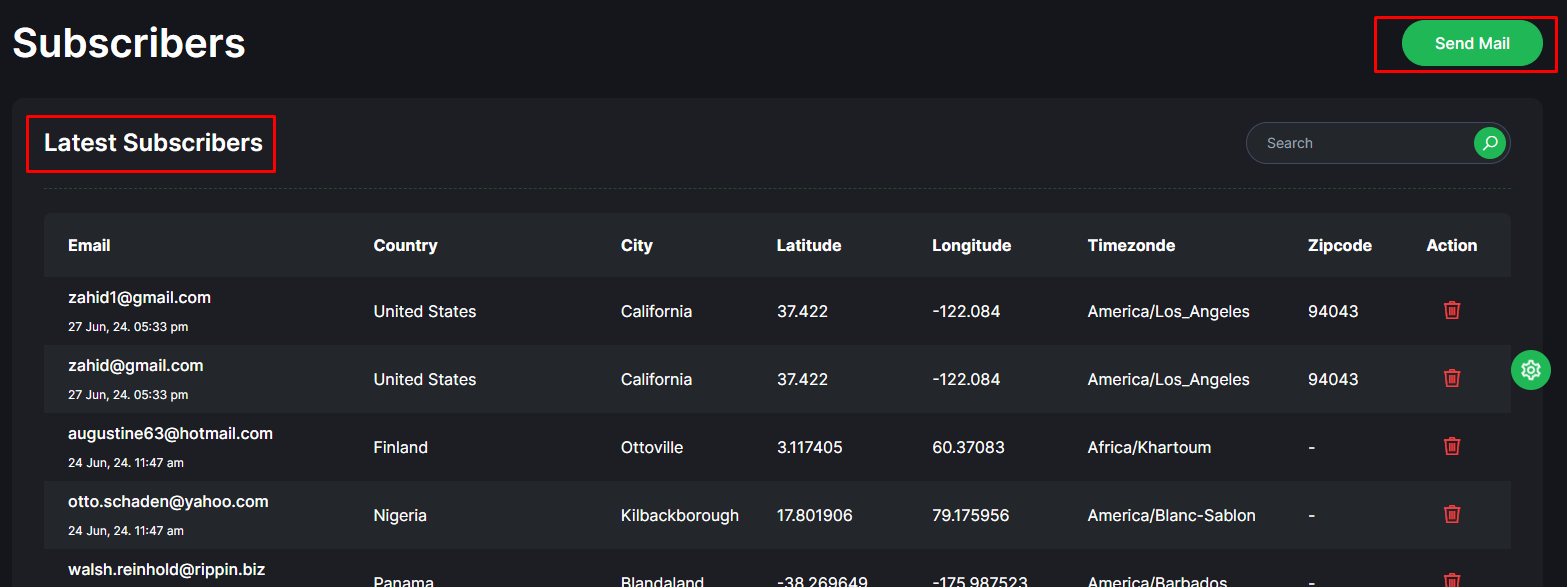 Subscribers
Send Mail
Latest Subscribers
Search
Email Country City Latitude Longitude Timezonde Zipcode Action
zahid1@gmail.com
27 Jun, 24. 05:33 pm
United States California 37.422 -122.084 America/Los_Angeles 94043
zahid@gmail.com
27 Jun, 24. 05:33 pm
United States California 37.422 -122.084 America/Los_Angeles 94043
augustine63@hotmail.com
24 Jun, 24. 11:47 am
Finland Ottoville 3.117405 60.37083 Africa/Khartoum -
otto.schaden@yahoo.com
24 Jun, 24. 11:47 am
Nigeria Kilbackborough 17.801906 79.175956 America/Blanc-Sablon -
walsh.reinhold@rippin.biz
Panama Blandaland -38.269649 -175.987523 America/Barbados -